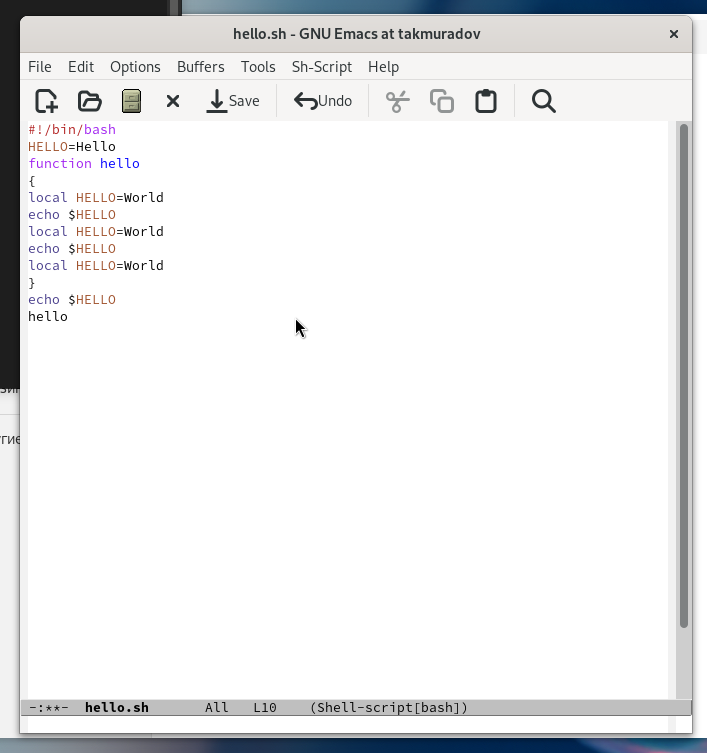 hello.sh - GNU Emacs at takmuradov
File Edit Options Buffers Tools Sh-Script Help
Save Undo
#!/bin/bash
HELLO=Hello
function hello
{
local HELLO=World
echo $HELLO
local HELLO=World
echo $HELLO
local HELLO=World
}
echo $HELLO
hello
-:**- hello.sh All L10 (Shell-script[bash])